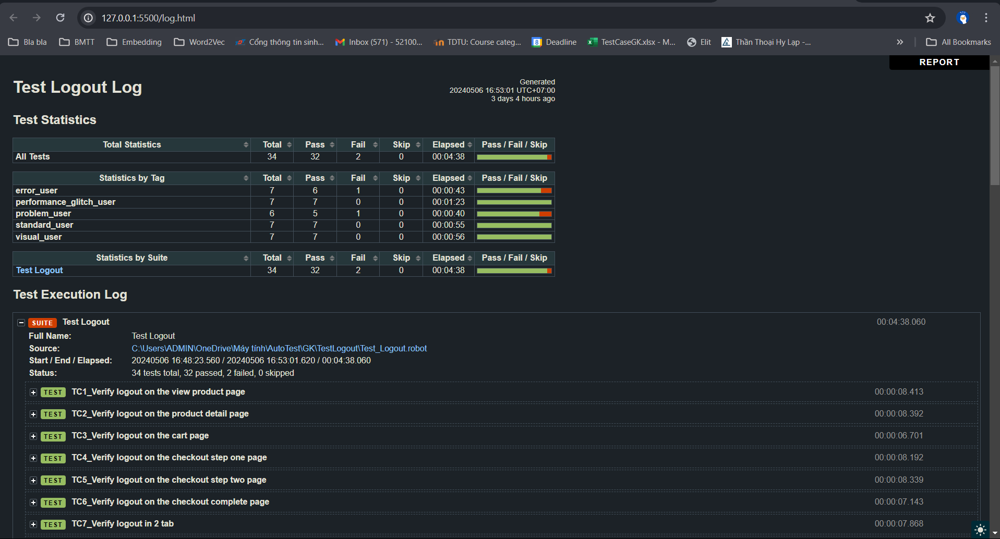 127.0.0.1:5500/log.html
Bla bla BMTT Embedding Word2Vec Cổng thông tin sinh... Inbox (571) - 52100... TDTU: Course categ... 8 Deadline TestCaseGK.xlsx - M... Elit Thần Thoại Hy Lạp -... All Bookmarks
REPORT
Test Logout Log
Generated
20240506 16:53:01 UTC+07:00
3 days 4 hours ago
Test Statistics
Total Statistics Total Pass Fail Skip Elapsed Pass / Fail / Skip
All Tests 34 32 2 0 00:04:38
Statistics by Tag Total Pass Fail Skip Elapsed Pass / Fail / Skip
error_user 7 6 1 0 00:00:43
performance_glitch_user 7 7 0 0 00:01:23
problem_user 6 5 1 0 00:00:40
standard_user 7 7 0 0 00:00:55
visual_user 7 7 0 0 00:00:56
Statistics by Suite Total Pass Fail Skip Elapsed Pass / Fail / Skip
Test Logout 34 32 2 0 00:04:38
Test Execution Log
SUITE Test Logout 00:04:38.060
Full Name: Test Logout
Source: C:\Users\ADMIN\OneDrive\Máy tính\AutoTest\GK\TestLogout\Test_Logout.robot
Start / End / Elapsed: 20240506 16:48:23.560 / 20240506 16:53:01.620 / 00:04:38.060
Status: 34 tests total, 32 passed, 2 failed, 0 skipped
TEST TC1_Verify logout on the view product page 00:00:08.413
TEST TC2_Verify logout on the product detail page 00:00:08.392
TEST TC3_Verify logout on the cart page 00:00:06.701
TEST TC4_Verify logout on the checkout step one page 00:00:08.192
TEST TC5_Verify logout on the checkout step two page 00:00:08.339
TEST TC6_Verify logout on the checkout complete page 00:00:07.143
TEST TC7_Verify logout in 2 tab 00:00:07.868